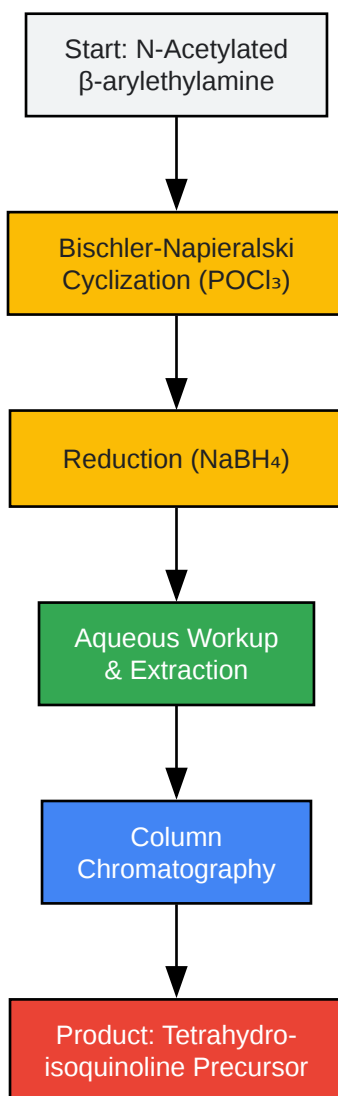 Start: N-Acetylated
β-arylethylamine
Bischler-Napieralski
Cyclization (POCl₃)
Reduction (NaBH₄)
Aqueous Workup
& Extraction
Column
Chromatography
Product: Tetrahydro-
isoquinoline Precursor